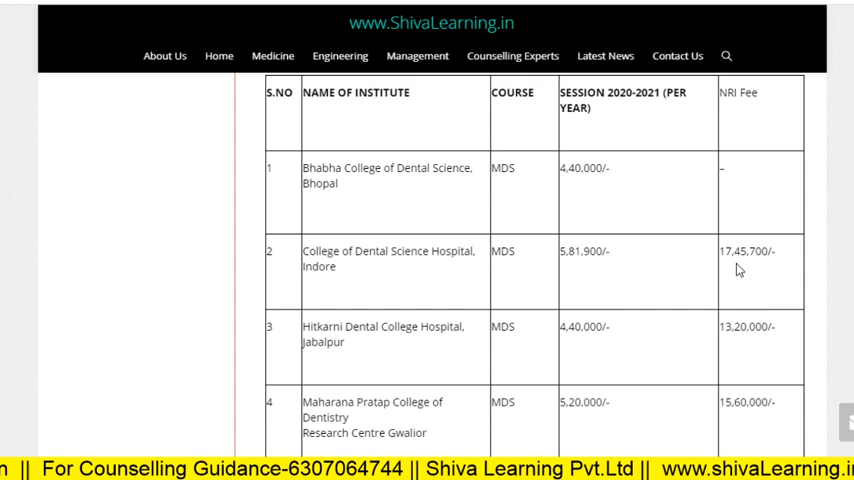 www.ShivaLearning.in
About Us Home Medicine Engineering Management Counselling Experts Latest News Contact Us
S.NO NAME OF INSTITUTE COURSE SESSION 2020-2021 (PER YEAR) NRI Fee
1 Bhabha College of Dental Science, Bhopal MDS 4,40,000/- –
2 College of Dental Science Hospital, Indore MDS 5,81,900/- 17,45,700/-
3 Hitkarni Dental College Hospital, Jabalpur MDS 4,40,000/- 13,20,000/-
4 Maharana Pratap College of Dentistry Research Centre Gwalior MDS 5,20,000/- 15,60,000/-
n || For Counselling Guidance-6307064744 || Shiva Learning Pvt.Ltd || www.shivaLearning.i